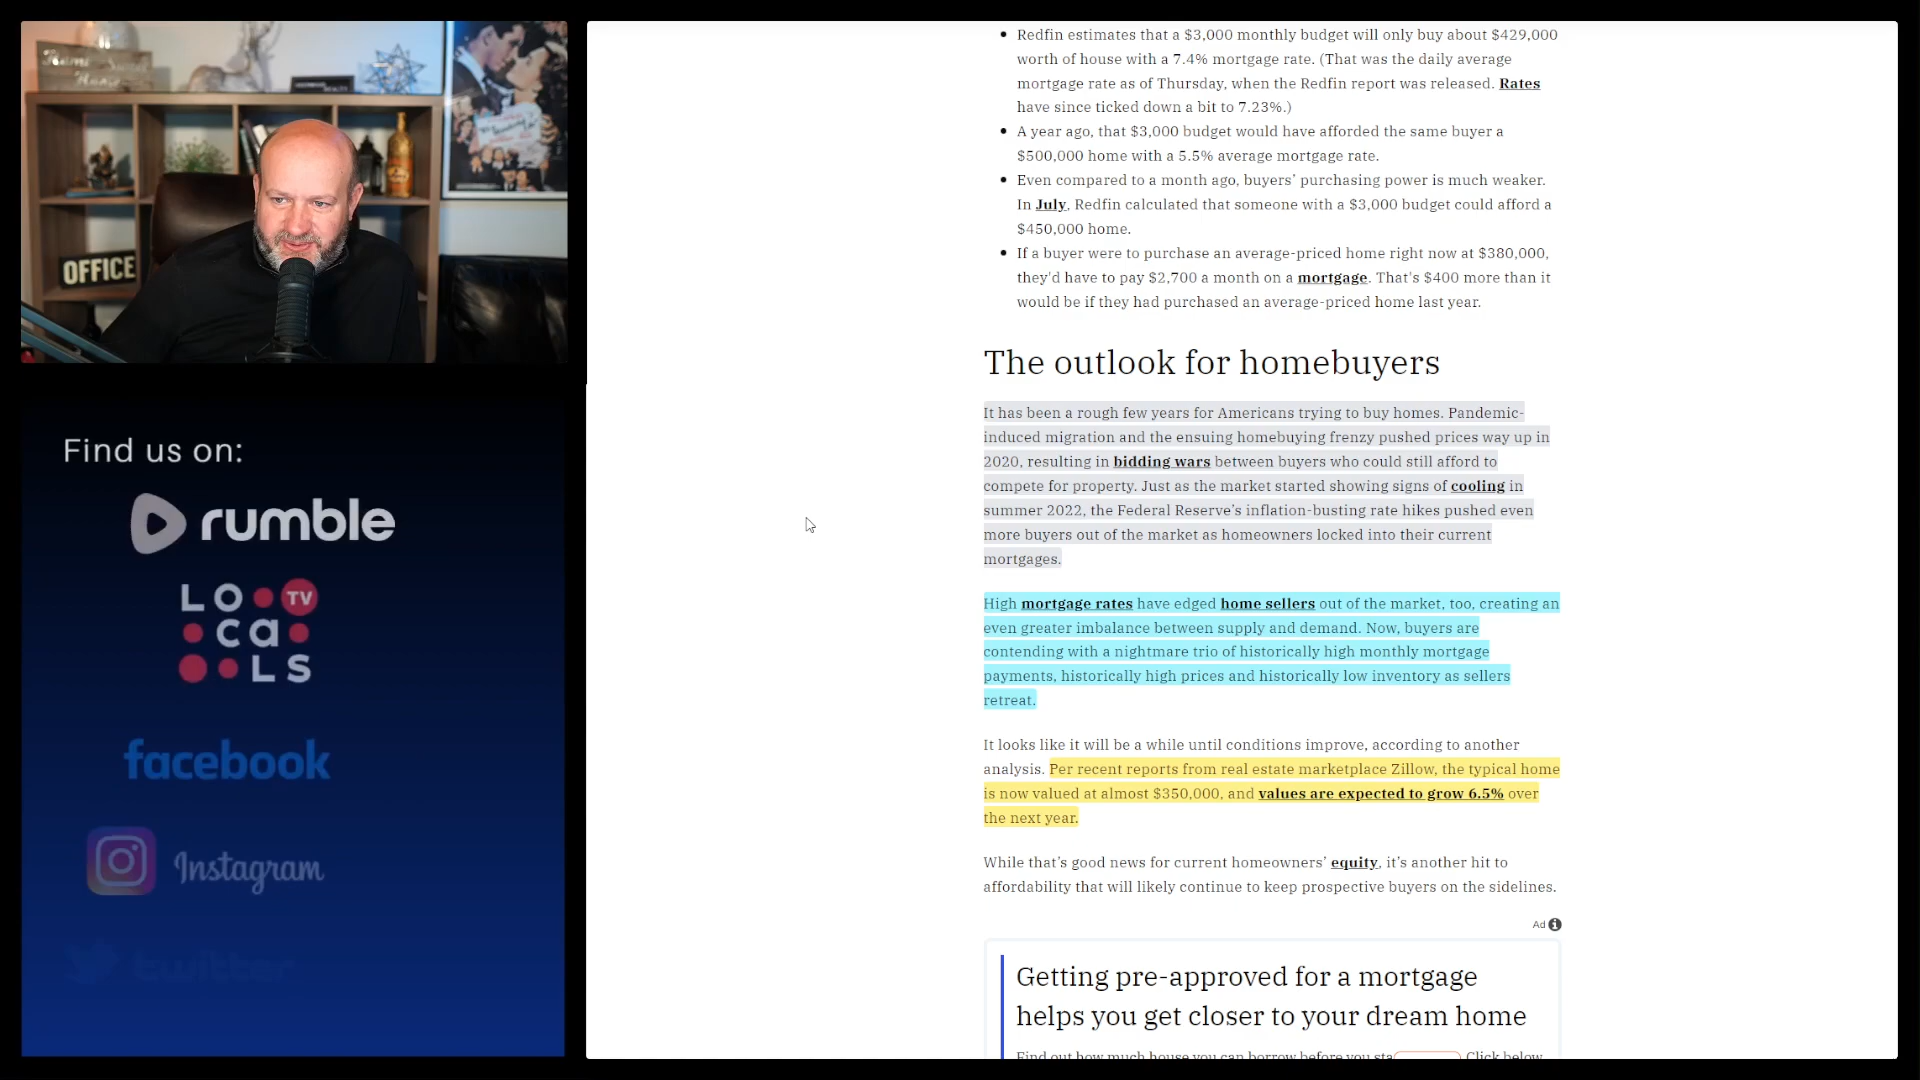 OFFICE
Find us on:
rumble
LO TV
ca
LS
facebook
Instagram
twitter
• Redfin estimates that a $3,000 monthly budget will only buy about $429,000
worth of house with a 7.4% mortgage rate. (That was the daily average
mortgage rate as of Thursday, when the Redfin report was released. Rates
have since ticked down a bit to 7.23%.)
• A year ago, that $3,000 budget would have afforded the same buyer a
$500,000 home with a 5.5% average mortgage rate.
• Even compared to a month ago, buyers’ purchasing power is much weaker.
In July, Redfin calculated that someone with a $3,000 budget could afford a
$450,000 home.
• If a buyer were to purchase an average-priced home right now at $380,000,
they'd have to pay $2,700 a month on a mortgage. That's $400 more than it
would be if they had purchased an average-priced home last year.
The outlook for homebuyers
It has been a rough few years for Americans trying to buy homes. Pandemic-
induced migration and the ensuing homebuying frenzy pushed prices way up in
2020, resulting in bidding wars between buyers who could still afford to
compete for property. Just as the market started showing signs of cooling in
summer 2022, the Federal Reserve’s inflation-busting rate hikes pushed even
more buyers out of the market as homeowners locked into their current
mortgages.
High mortgage rates have edged home sellers out of the market, too, creating an
even greater imbalance between supply and demand. Now, buyers are
contending with a nightmare trio of historically high monthly mortgage
payments, historically high prices and historically low inventory as sellers
retreat.
It looks like it will be a while until conditions improve, according to another
analysis. Per recent reports from real estate marketplace Zillow, the typical home
is now valued at almost $350,000, and values are expected to grow 6.5% over
the next year.
While that’s good news for current homeowners’ equity, it’s another hit to
affordability that will likely continue to keep prospective buyers on the sidelines.
Ad
Getting pre-approved for a mortgage
helps you get closer to your dream home
Find out how much house you can borrow before you sta Click below